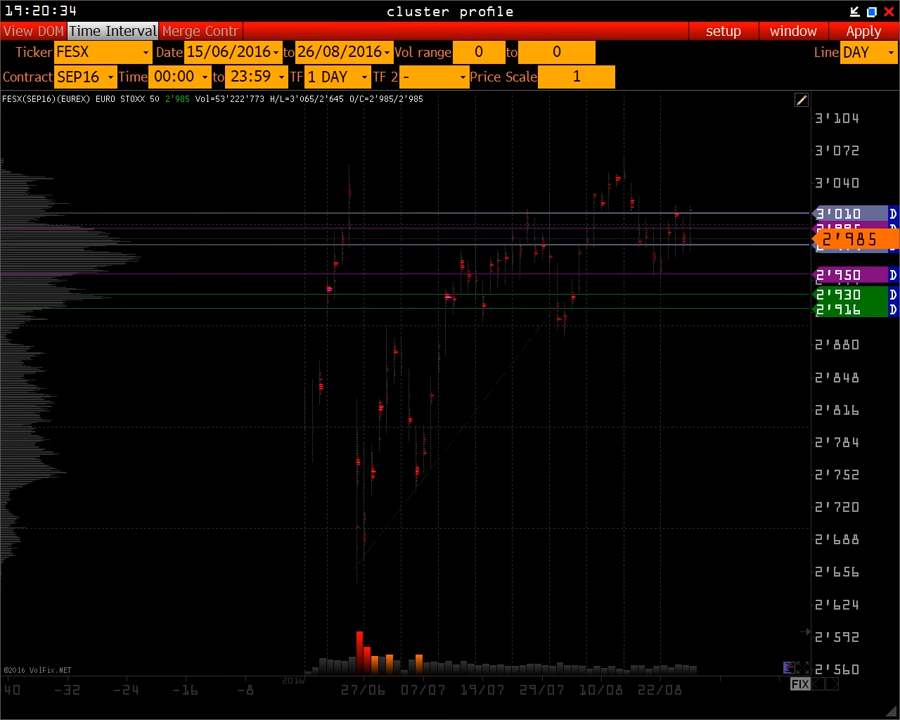 19:20:34 cluster profile
View DOM Time Interval Merge Contr setup window Apply
Ticker FESX Date 15/06/2016 to 26/08/2016 Vol range 0 to 0 Line DAY
Contract SEP16 Time 00:00 to 23:59 TF 1 DAY TF 2 - Price Scale 1
FESX(SEP16)(EUREX) EURO STOXX 50 2'985 Vol=53'222'773 H/L=3'065/2'645 O/C=2'985/2'985
3'104
3'072
3'040
3'010 D
2'985
2'950 D
2'930 D
2'916 D
2'880
2'848
2'816
2'784
2'752
2'720
2'688
2'656
2'624
2'592
2'560
©2016 VolFix.NET
2016
FIX
40 -32 -24 -16 -8 27/06 07/07 19/07 29/07 10/08 22/08